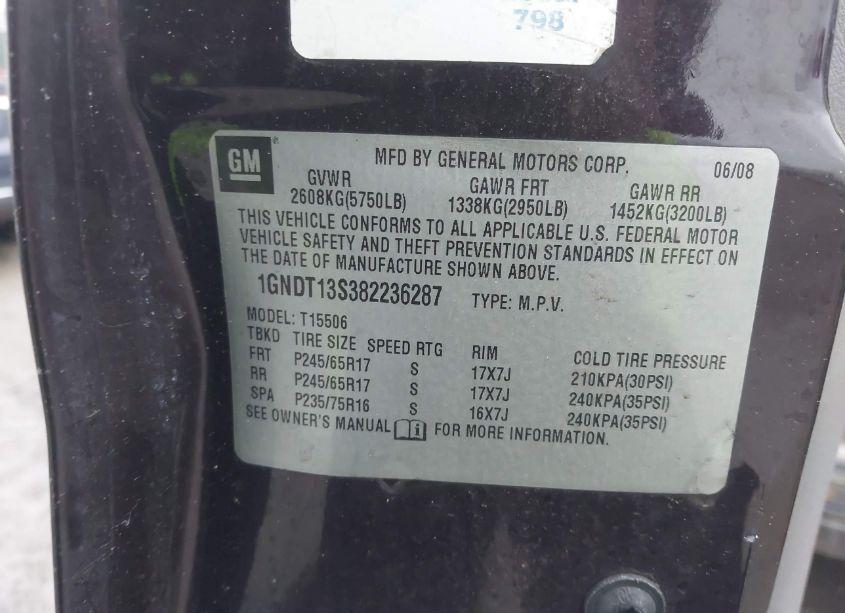 798
GM
MFD BY GENERAL MOTORS CORP. 06/08
GVWR GAWR FRT GAWR RR
2608KG(5750LB) 1338KG(2950LB) 1452KG(3200LB)
THIS VEHICLE CONFORMS TO ALL APPLICABLE U.S. FEDERAL MOTOR
VEHICLE SAFETY AND THEFT PREVENTION STANDARDS IN EFFECT ON
THE DATE OF MANUFACTURE SHOWN ABOVE.
1GNDT13S382236287 TYPE: M.P.V.
MODEL: T15506
TBKD TIRE SIZE SPEED RTG RIM COLD TIRE PRESSURE
FRT P245/65R17 S 17X7J 210KPA(30PSI)
RR P245/65R17 S 17X7J 240KPA(35PSI)
SPA P235/75R16 S 16X7J 240KPA(35PSI)
SEE OWNER'S MANUAL FOR MORE INFORMATION.